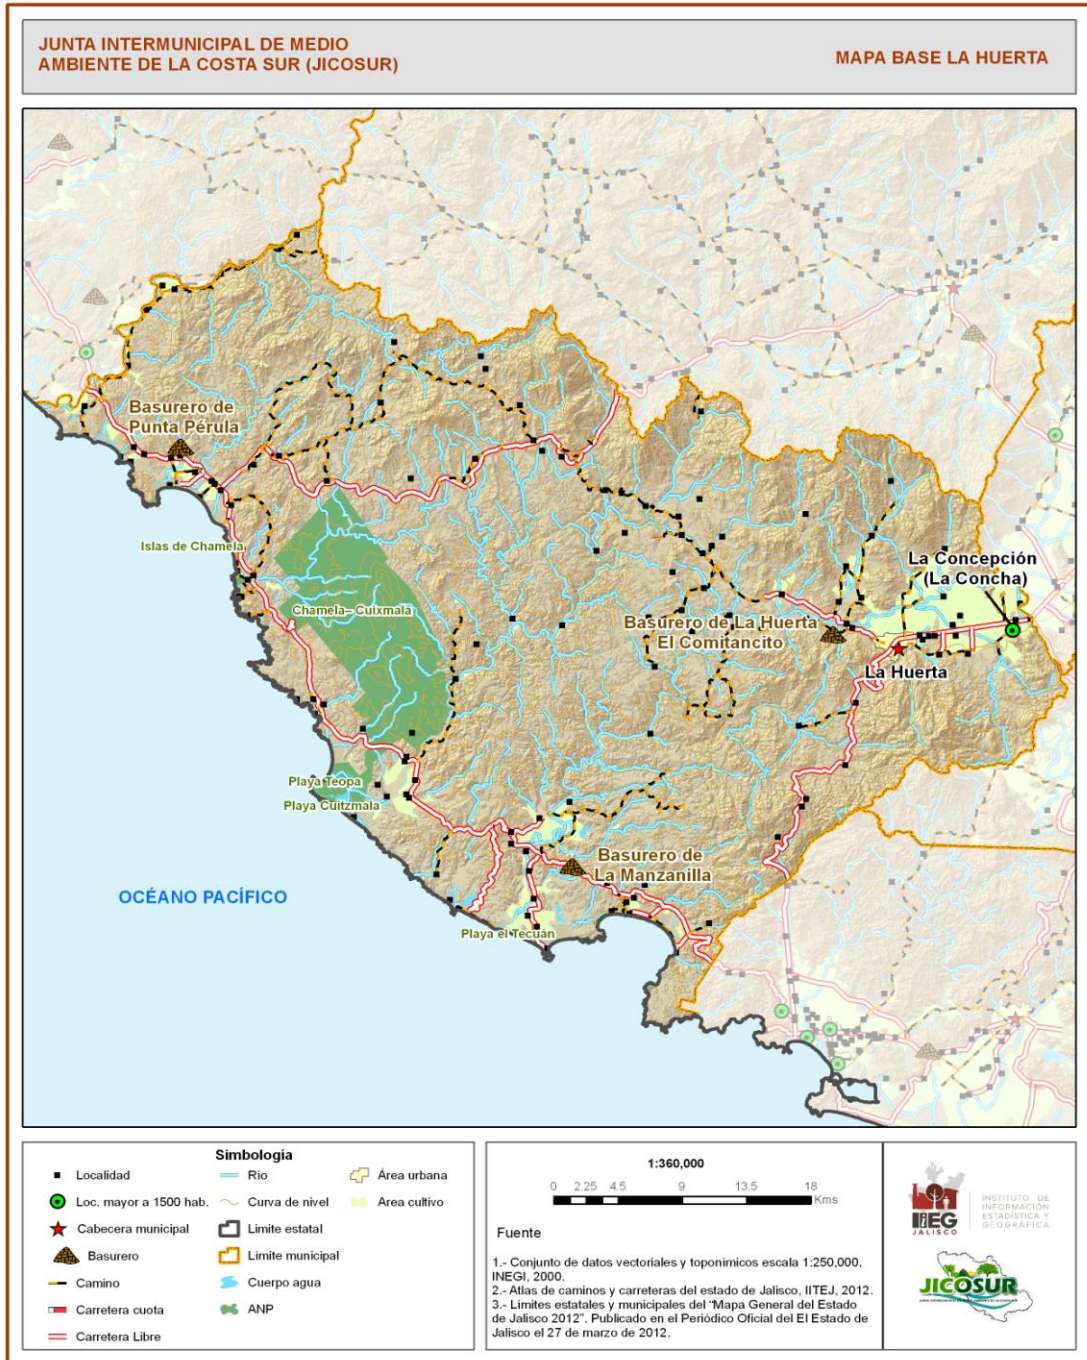 JUNTA INTERMUNICIPAL DE MEDIO
AMBIENTE DE LA COSTA SUR (JICOSUR)
MAPA BASE LA HUERTA
Basurero de
Punta Pérula
Islas de Chamela
Chamela–Cuixmala
La Concepción
(La Concha)
Basurero de La Huerta
El Comitancito
La Huerta
Playa Teopa
Playa Cuitzmala
Basurero de
La Manzanilla
OCÉANO PACÍFICO
Playa el Tecuán
Simbología
Localidad
Loc. mayor a 1500 hab.
Cabecera municipal
Basurero
Camino
Carretera cuota
Carretera Libre
Rio
Curva de nivel
Limite estatal
Limite municipal
Cuerpo agua
ANP
Área urbana
Area cultivo
1:360,000
0 2.25 4.5 9 13.5 18
Kms
Fuente
1.- Conjunto de datos vectoriales y toponimicos escala 1:250,000,
INEGI, 2000.
2.- Atlas de caminos y carreteras del estado de Jalisco, IITEJ, 2012.
3.- Limites estatales y municipales del "Mapa General del Estado
de Jalisco 2012". Publicado en el Periódico Oficial del El Estado de
Jalisco el 27 de marzo de 2012.
IIEG
JALISCO
INSTITUTO DE
INFORMACIÓN
ESTADÍSTICA Y
GEOGRÁFICA
JICOSUR